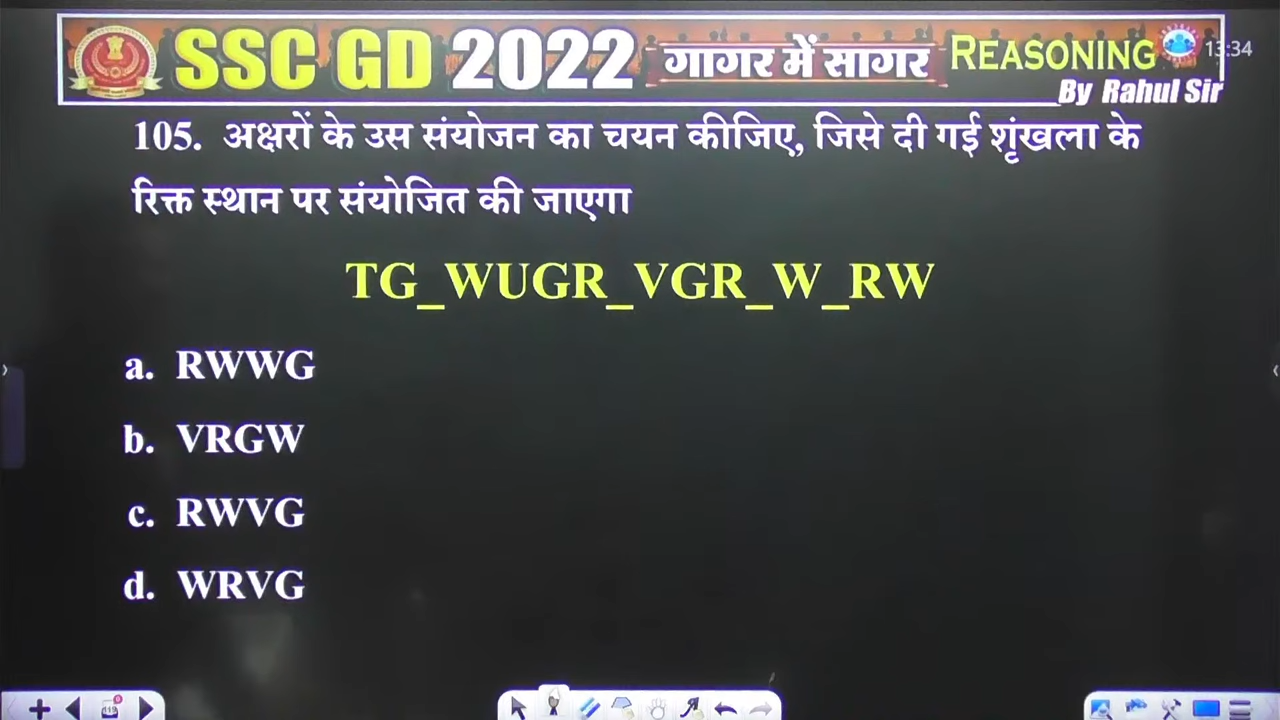 SSC GD 2022 गागर में सागर REASONING 13:34
By Rahul Sir
105. अक्षरों के उस संयोजन का चयन कीजिए, जिसे दी गई शृंखला के
रिक्त स्थान पर संयोजित की जाएगा
TG_WUGR_VGR_W_RW
a. RWWG
b. VRGW
c. RWVG
d. WRVG